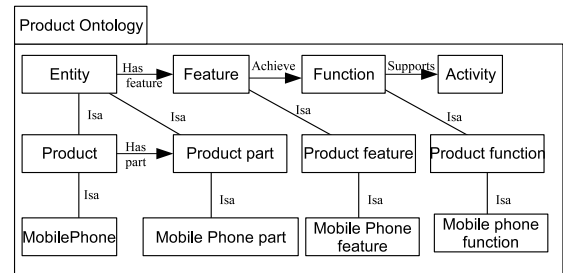 Product Ontology
Entity
Has
feature
Feature
Achieve
Function
Supports
Activity
Isa
Isa
Isa
Isa
Product
Has
part
Product part
Product feature
Product function
Isa
Isa
Isa
Isa
MobilePhone
Mobile Phone part
Mobile Phone
feature
Mobile phone
function